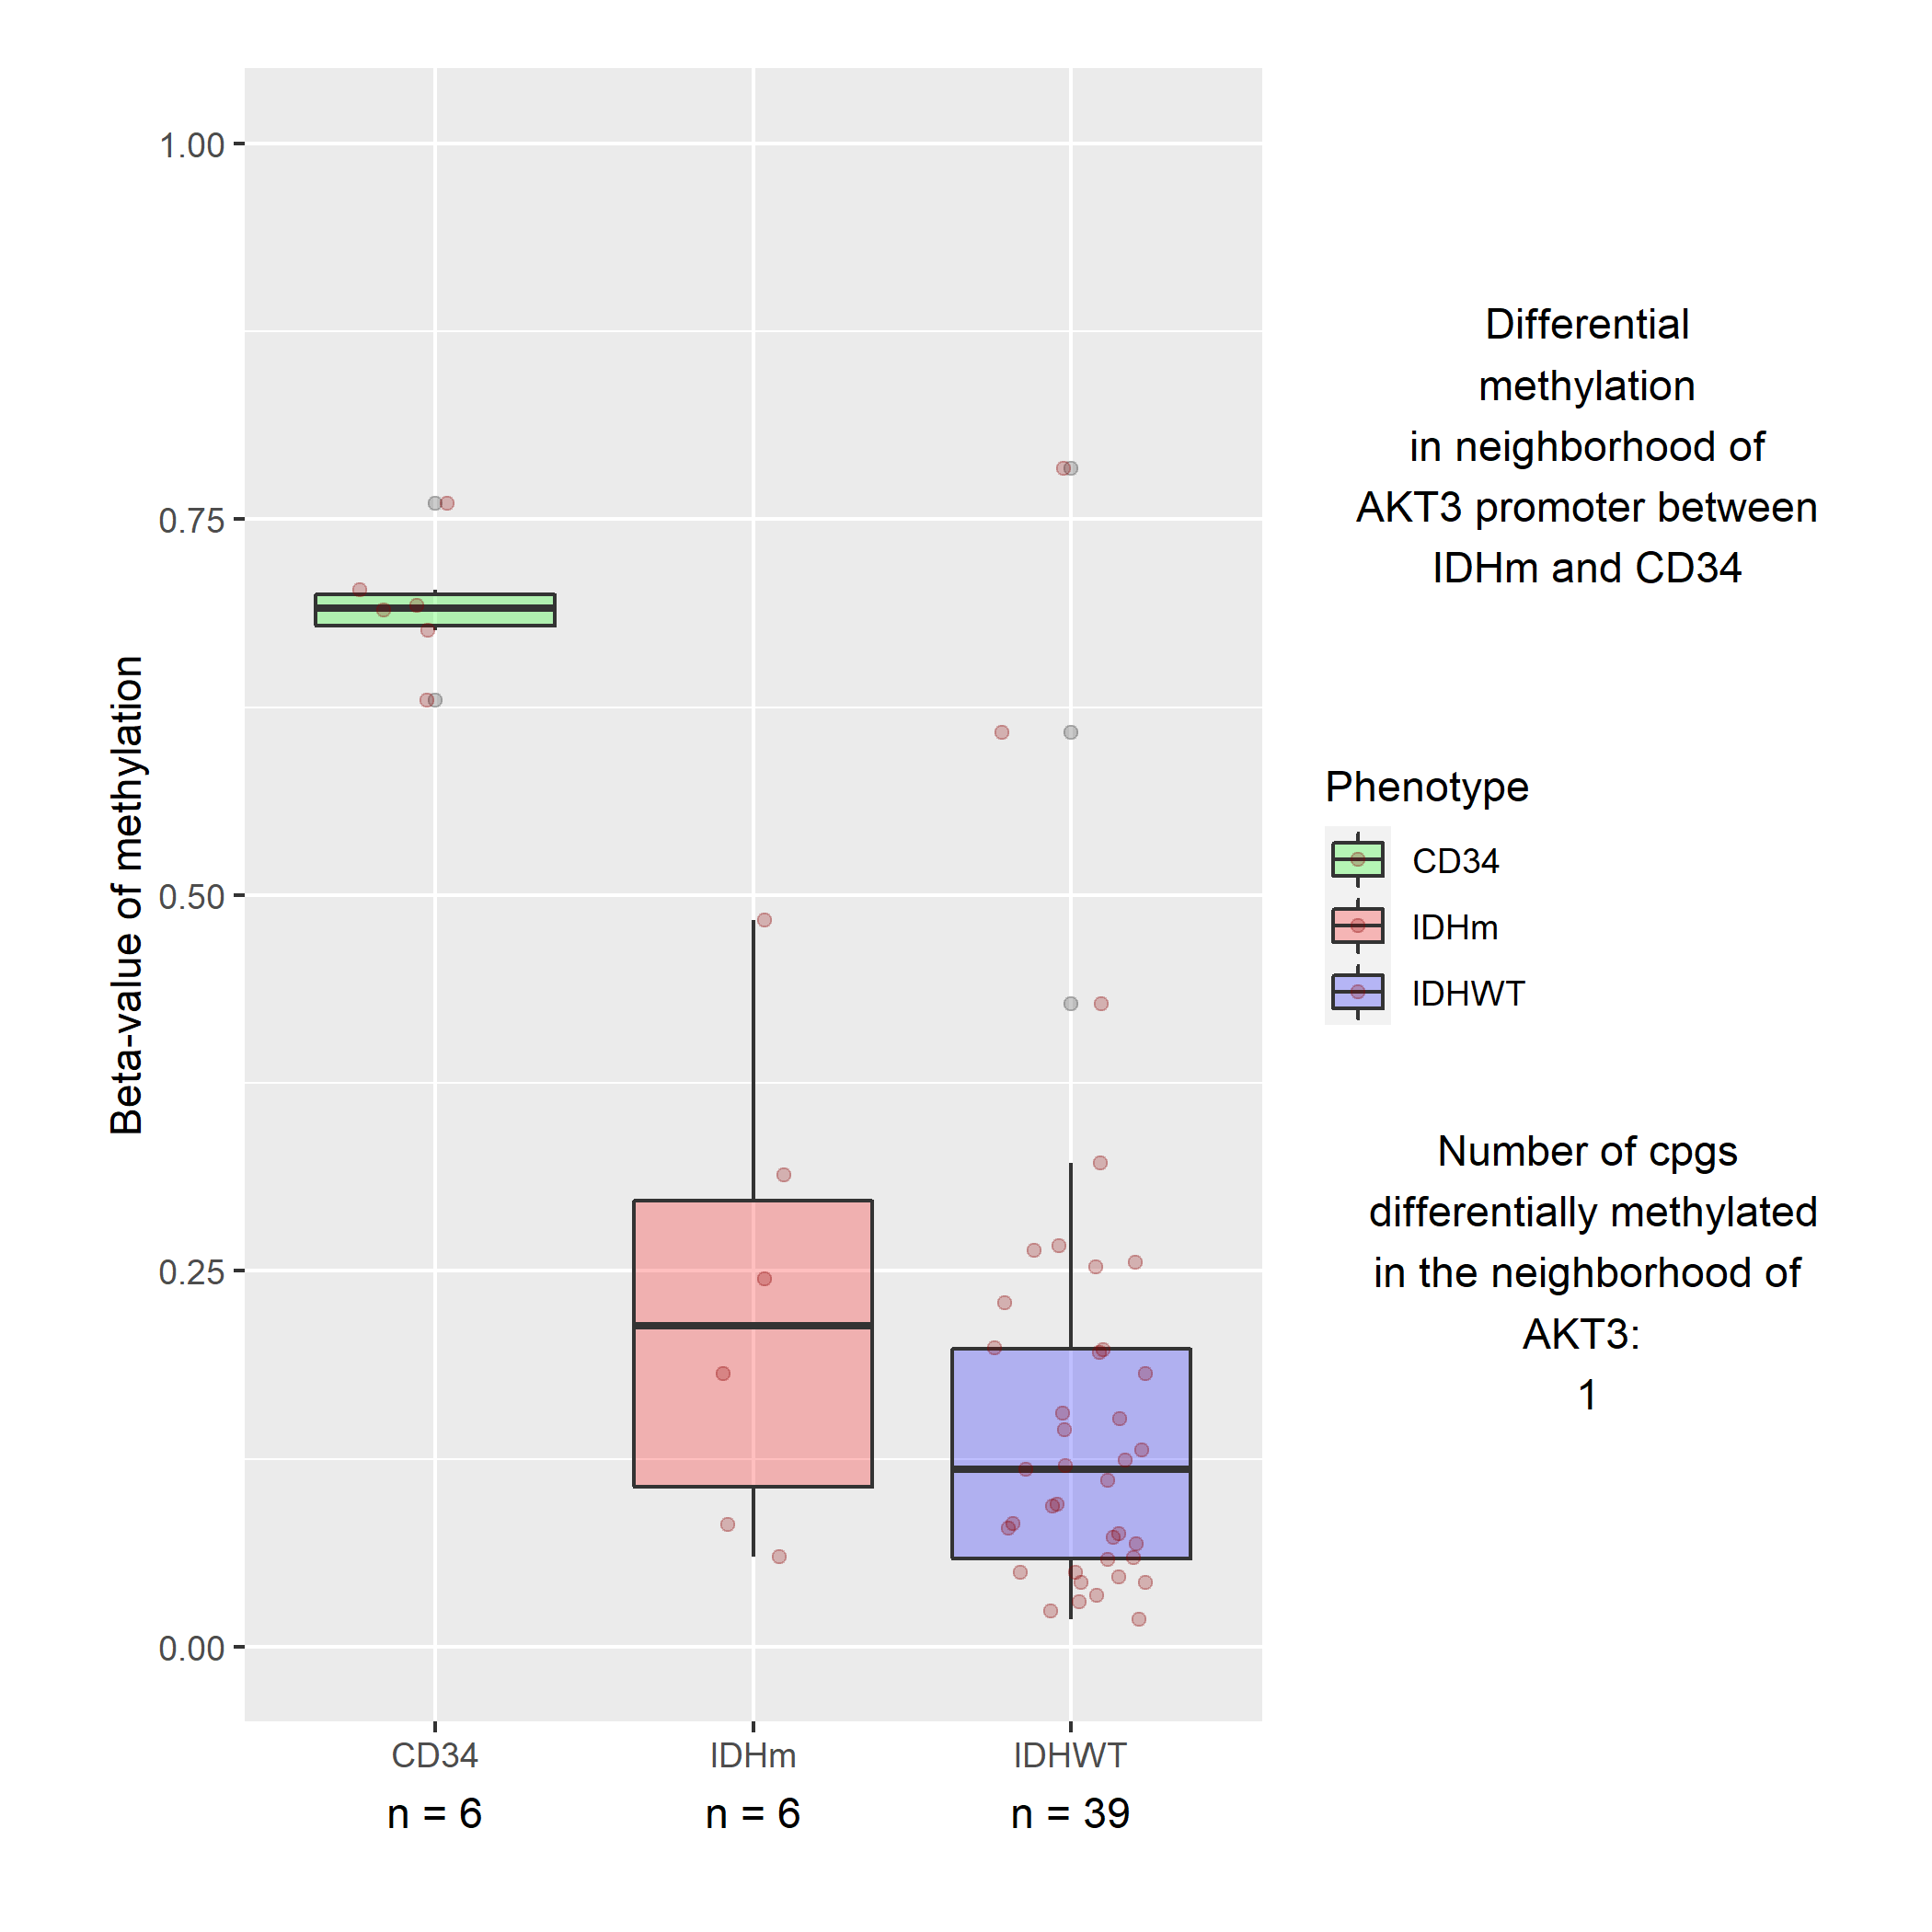 1.00
0.75
0.50
0.25
0.00
Beta-value of methylation
CD34
IDHm
IDHWT
n = 6
n = 6
n = 39
Differential
methylation
in neighborhood of
AKT3 promoter between
IDHm and CD34
Phenotype
CD34
IDHm
IDHWT
Number of cpgs
differentially methylated
in the neighborhood of
AKT3:
1